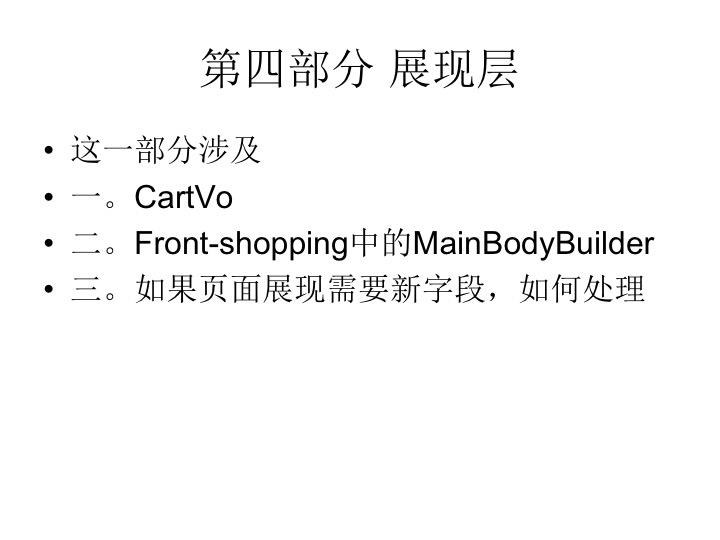 第四部分 展现层
• 这一部分涉及
• 一。CartVo
• 二。Front-shopping中的MainBodyBuilder
• 三。如果页面展现需要新字段，如何处理